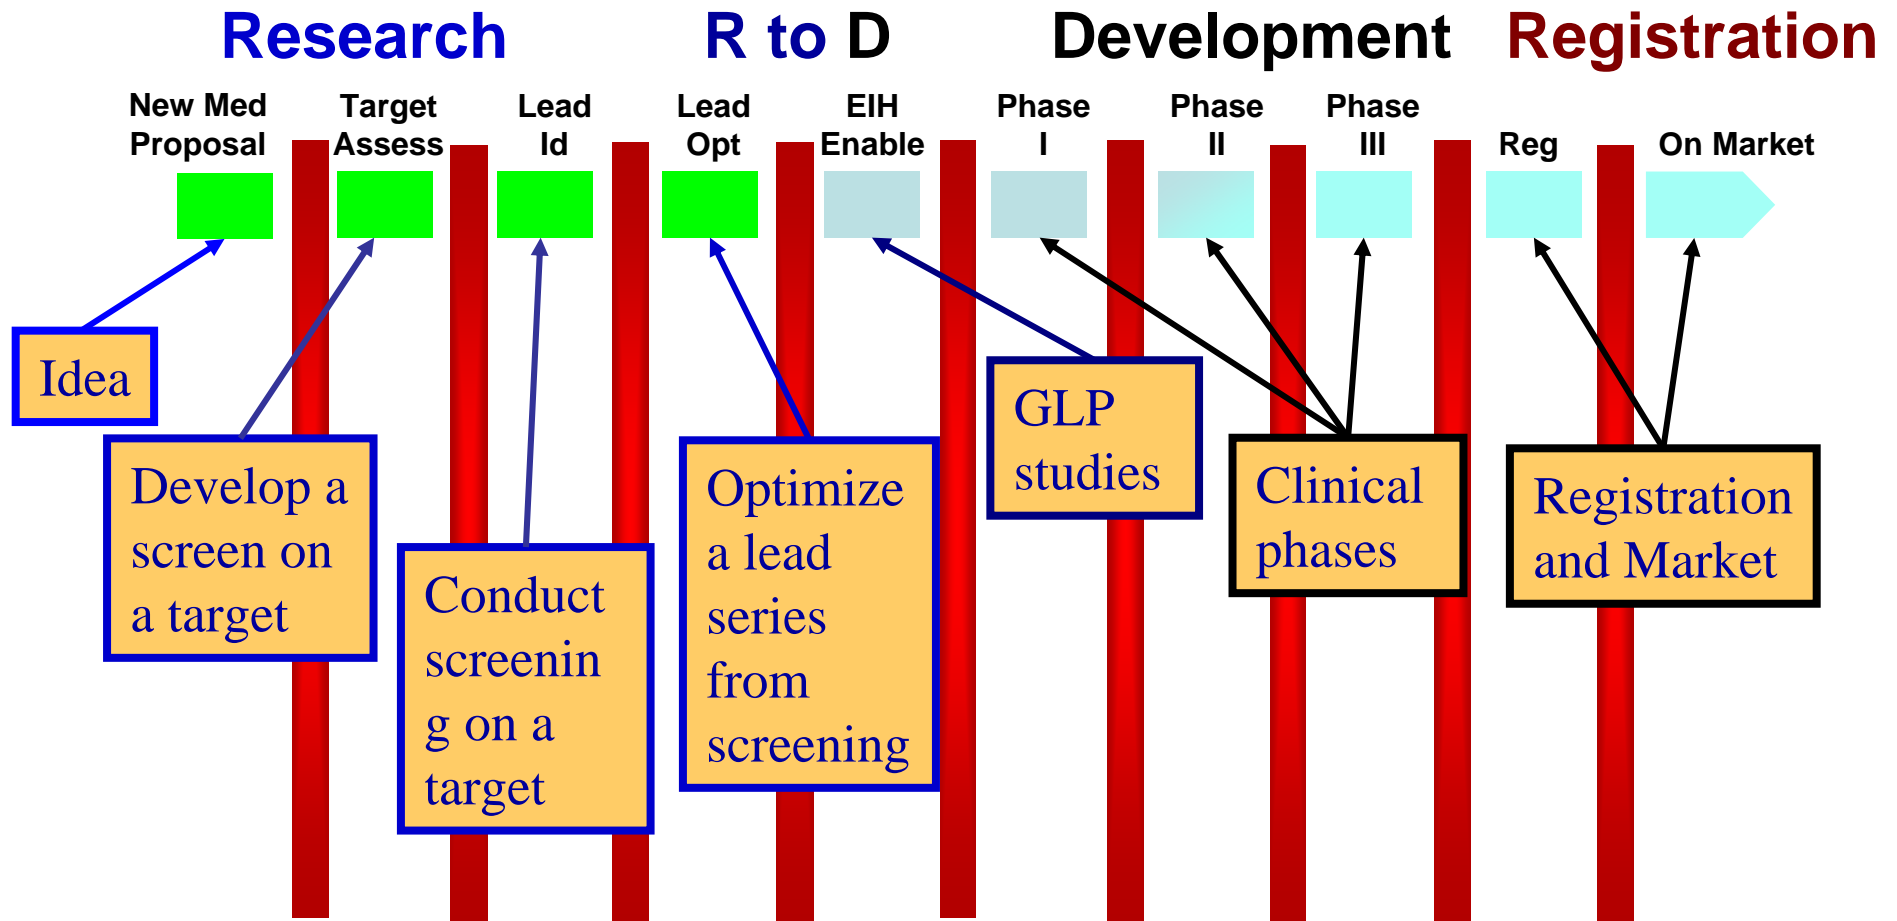 Research R to D Development Registration
New Med Target Lead Lead EIH Phase Phase Phase
Proposal Assess Id Opt Enable I II III Reg On Market
Idea
Develop a
screen on
a target
Conduct
screenin
g on a
target
Optimize
a lead
series
from
screening
GLP
studies
Clinical
phases
Registration
and Market